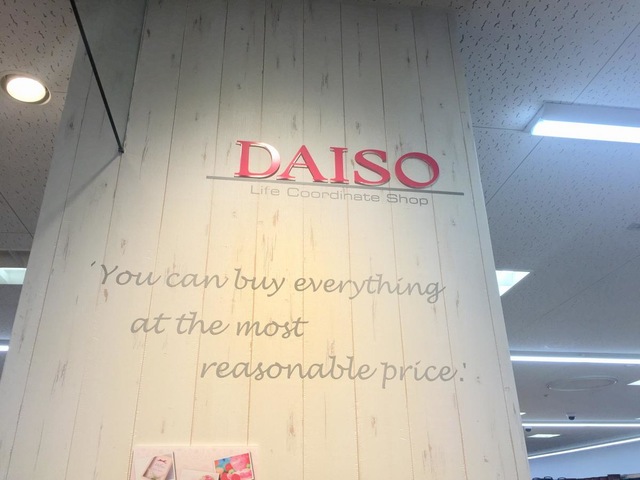 DAISO
Life Coordinate Shop
'You can buy everything
at the most
reasonable price.'